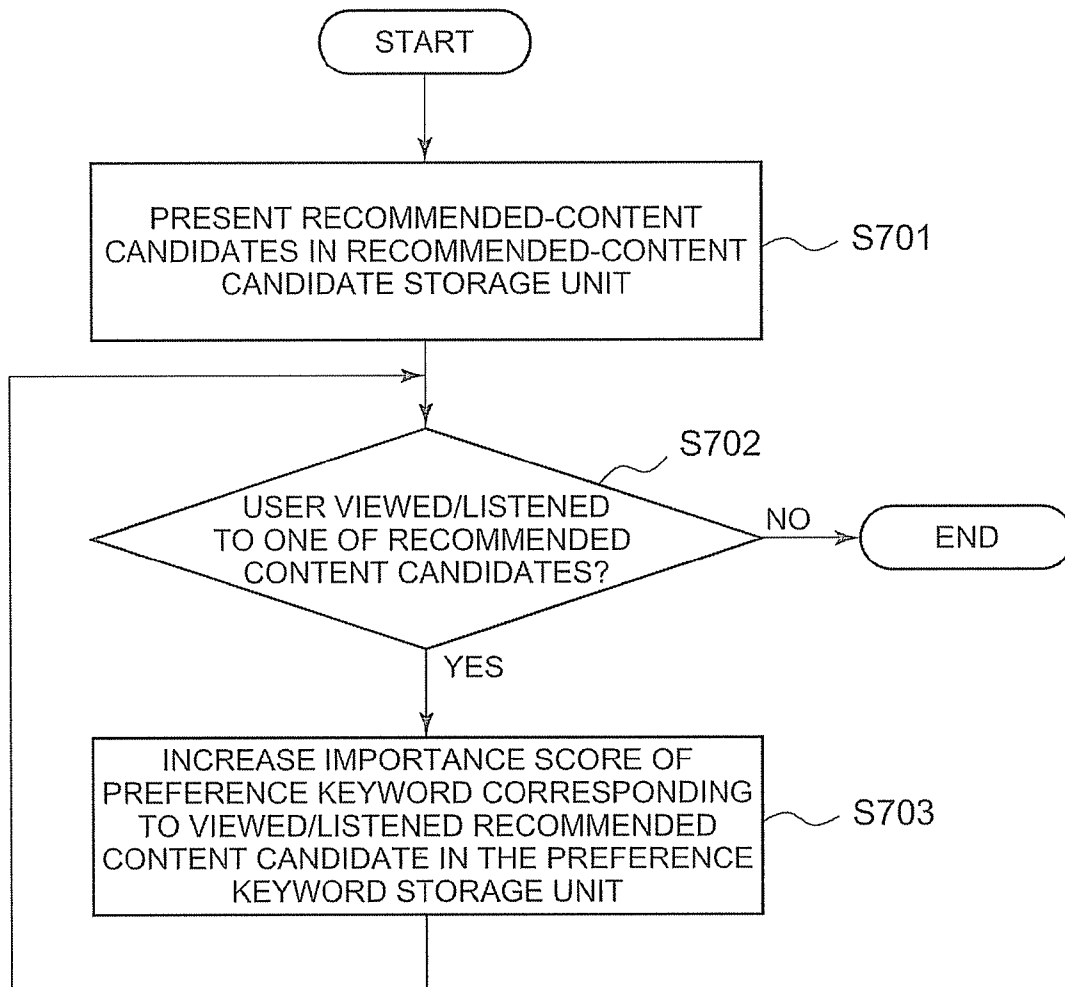 START
PRESENT RECOMMENDED-CONTENT
CANDIDATES IN RECOMMENDED-CONTENT
CANDIDATE STORAGE UNIT
S701
S702
USER VIEWED/LISTENED
TO ONE OF RECOMMENDED
CONTENT CANDIDATES?
NO
END
YES
INCREASE IMPORTANCE SCORE OF
PREFERENCE KEYWORD CORRESPONDING
TO VIEWED/LISTENED RECOMMENDED
CONTENT CANDIDATE IN THE PREFERENCE
KEYWORD STORAGE UNIT
S703